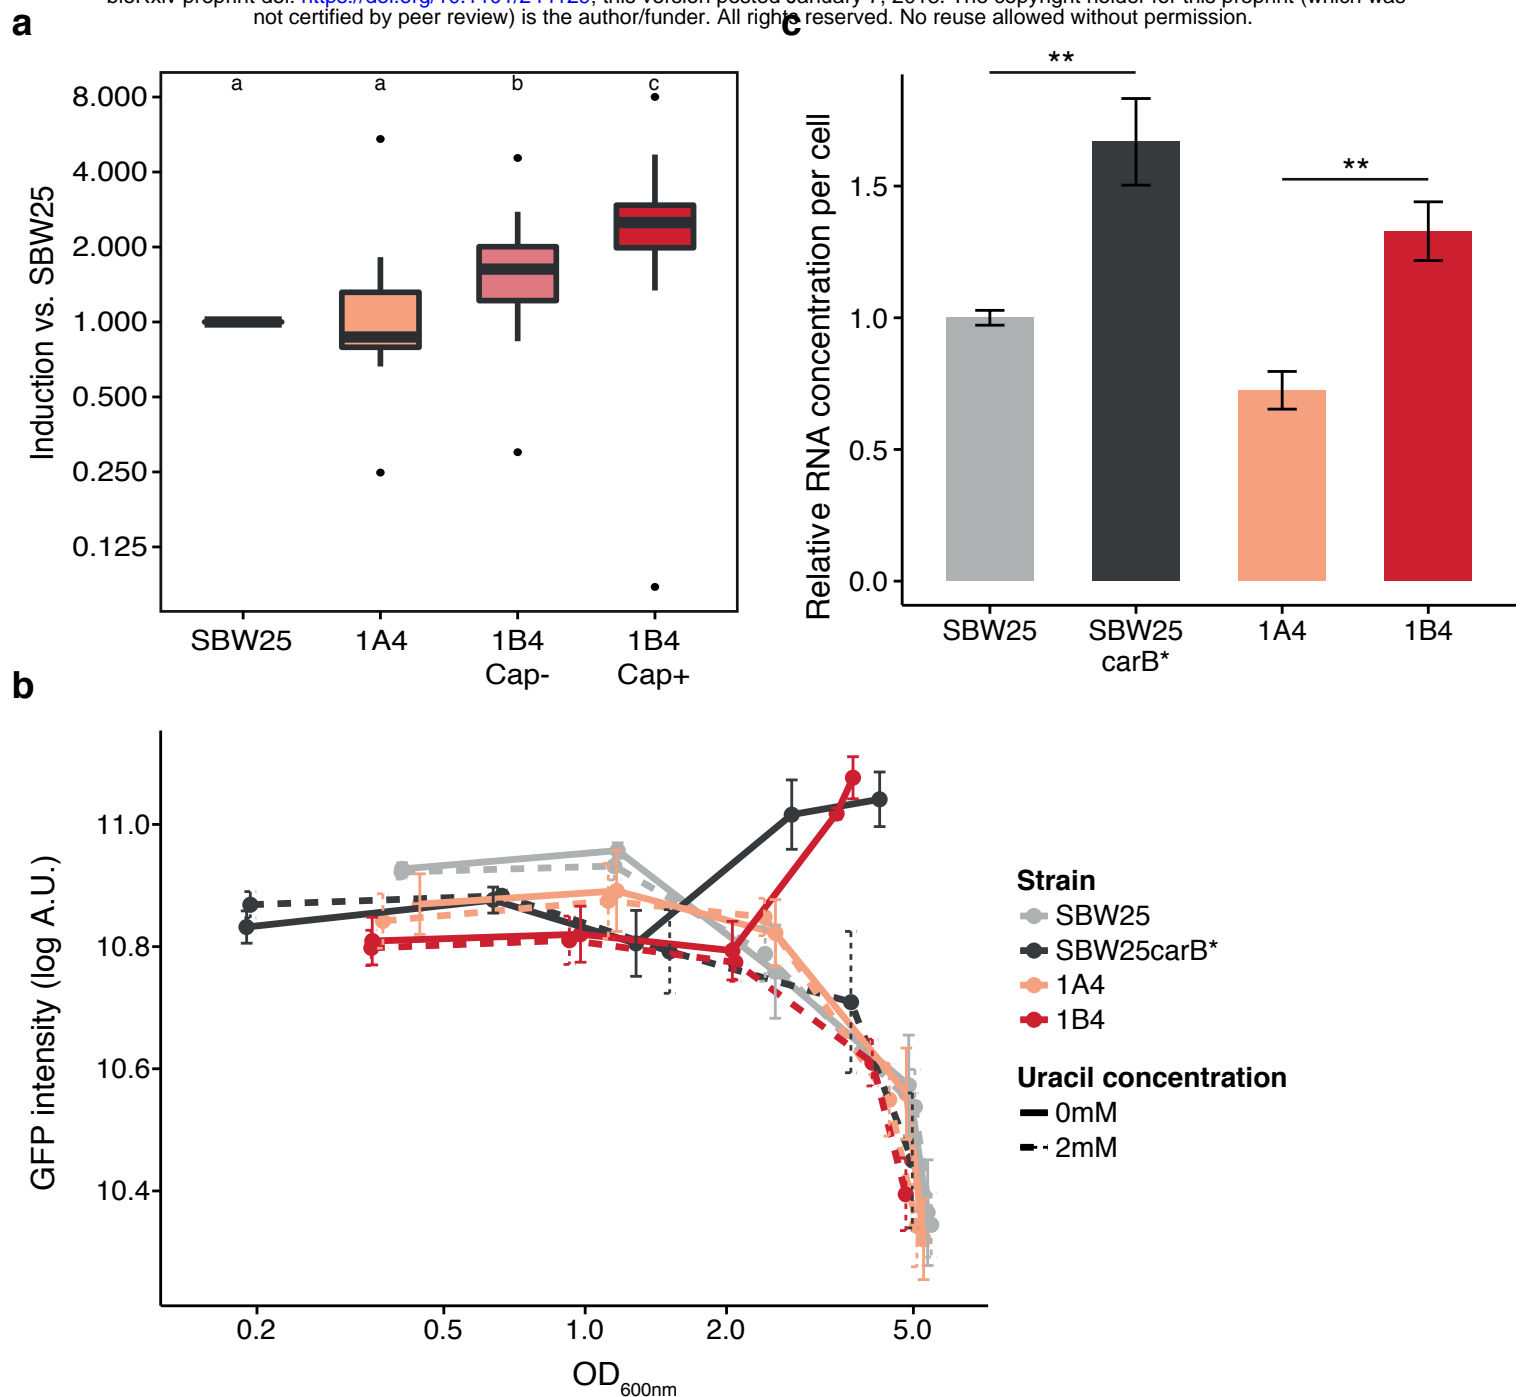 not certified by peer review) is the author/funder. All rights reserved. No reuse allowed without permission.
a
Induction vs. SBW25
8.000
4.000
2.000
1.000
0.500
0.250
0.125
a
a
b
c
SBW25
1A4
1B4
Cap-
1B4
Cap+
c
Relative RNA concentration per cell
1.5
1.0
0.5
0.0
**
**
SBW25
SBW25
carB*
1A4
1B4
b
GFP intensity (log A.U.)
11.0
10.8
10.6
10.4
0.2
0.5
1.0
2.0
5.0
OD600nm
Strain
SBW25
SBW25carB*
1A4
1B4
Uracil concentration
0mM
2mM